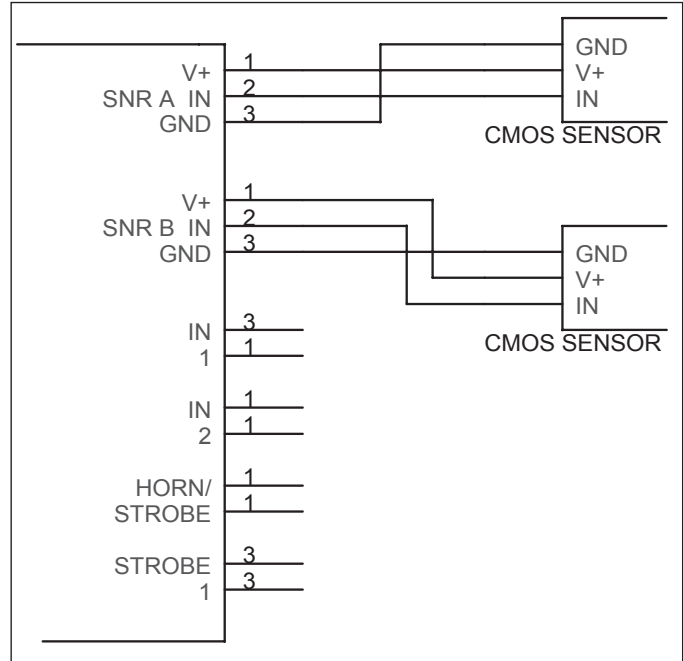 V+ 1
SNR A IN 2
GND 3
GND
V+
IN
CMOS SENSOR
V+ 1
SNR B IN 2
GND 3
GND
V+
IN
CMOS SENSOR
IN 3
1 1
IN 1
2 1
HORN/ 1
STROBE 1
STROBE 3
1 3